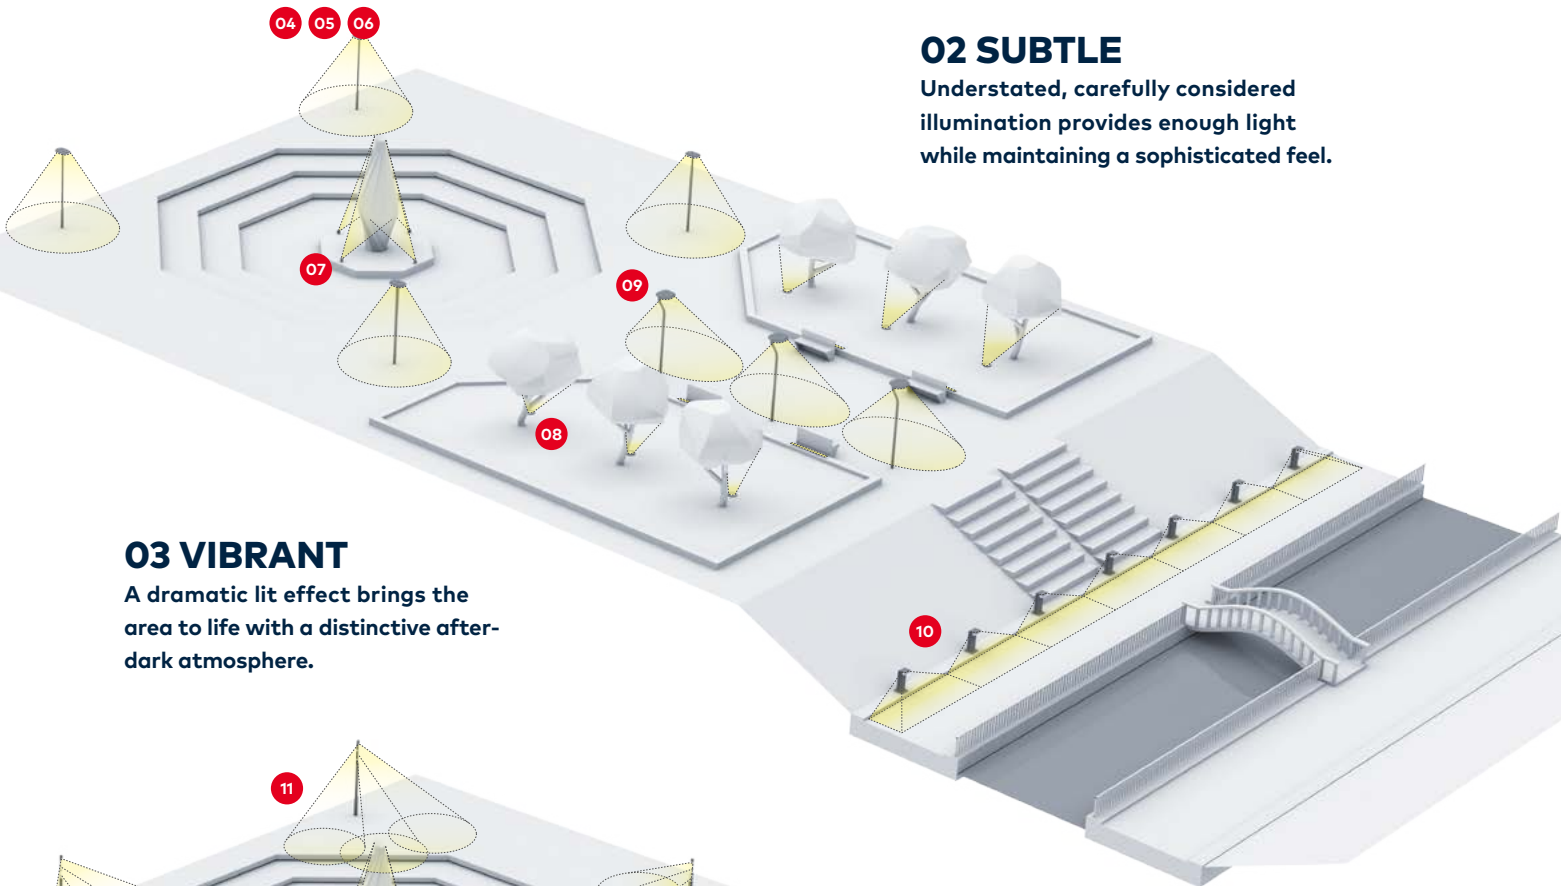 04 05 06
02 SUBTLE
Understated, carefully considered
illumination provides enough light
while maintaining a sophisticated feel.
07
09
08
03 VIBRANT
A dramatic lit effect brings the
area to life with a distinctive after-
dark atmosphere.
10
11